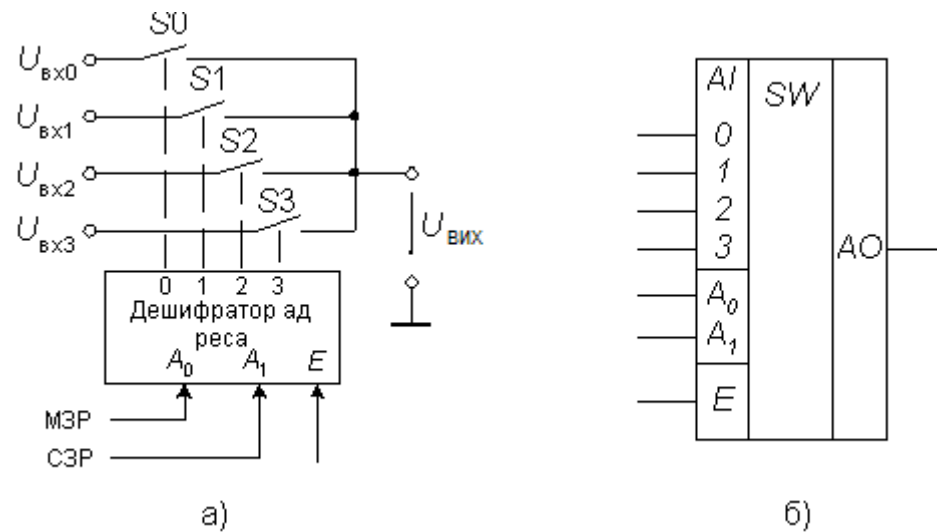 S0
Uвх0
S1
Uвх1
S2
Uвх2
S3
Uвх3
Uвих
0 1 2 3
Дешифратор ад
реса
A0 A1 E
МЗР
СЗР
а)
AI SW
0
1
2
3 AO
A0
A1
E
б)